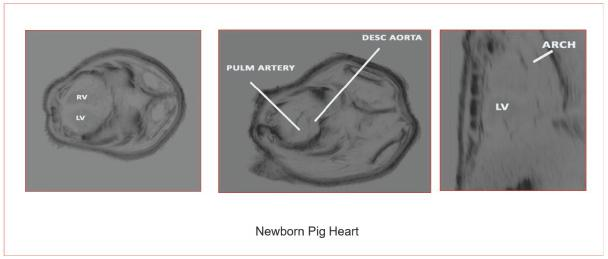 RV
LV
DESC AORTA
PULM ARTERY
ARCH
LV
Newborn Pig Heart